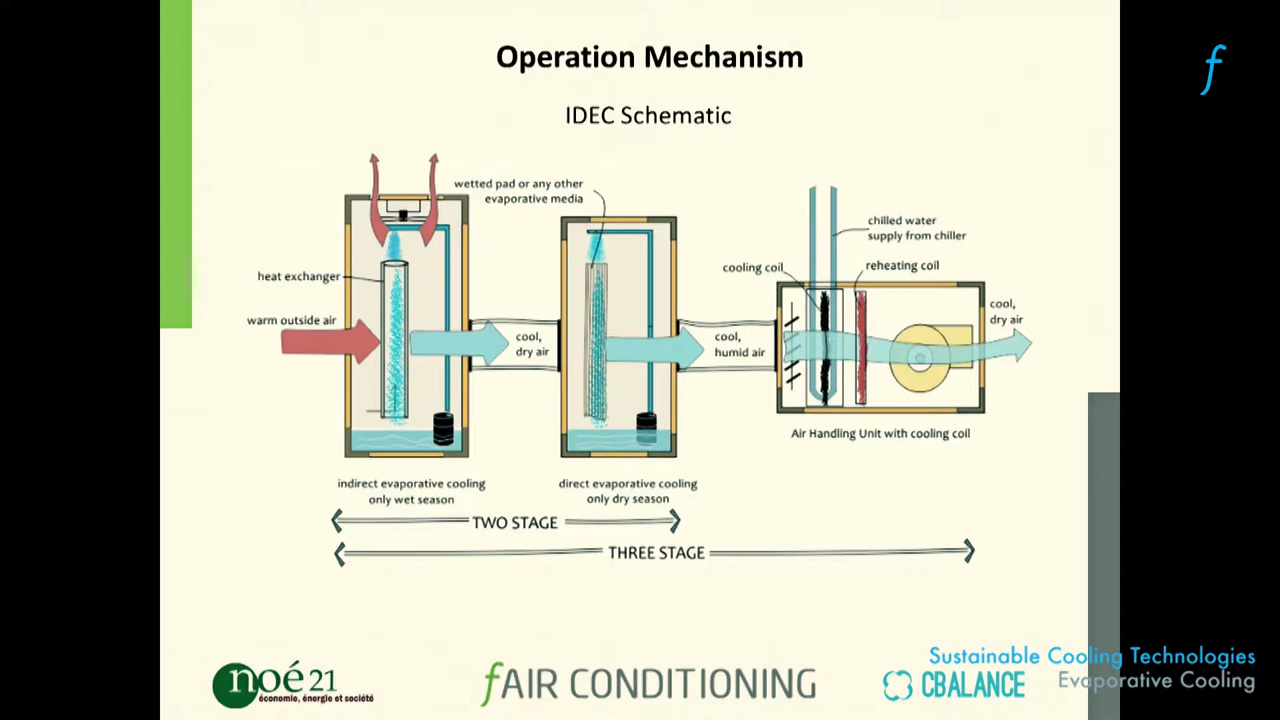 Operation Mechanism
f
IDEC Schematic
wetted pad or any other
evaporative media
chilled water
supply from chiller
heat exchanger
cooling coil
reheating coil
warm outside air
cool,
dry air
cool,
humid air
cool,
dry air
Air Handling Unit with cooling coil
indirect evaporative cooling
only wet season
direct evaporative cooling
only dry season
TWO STAGE
THREE STAGE
noé21
économie, énergie et société
fAIR CONDITIONING
Sustainable Cooling Technologies
CBALANCE
Evaporative Cooling